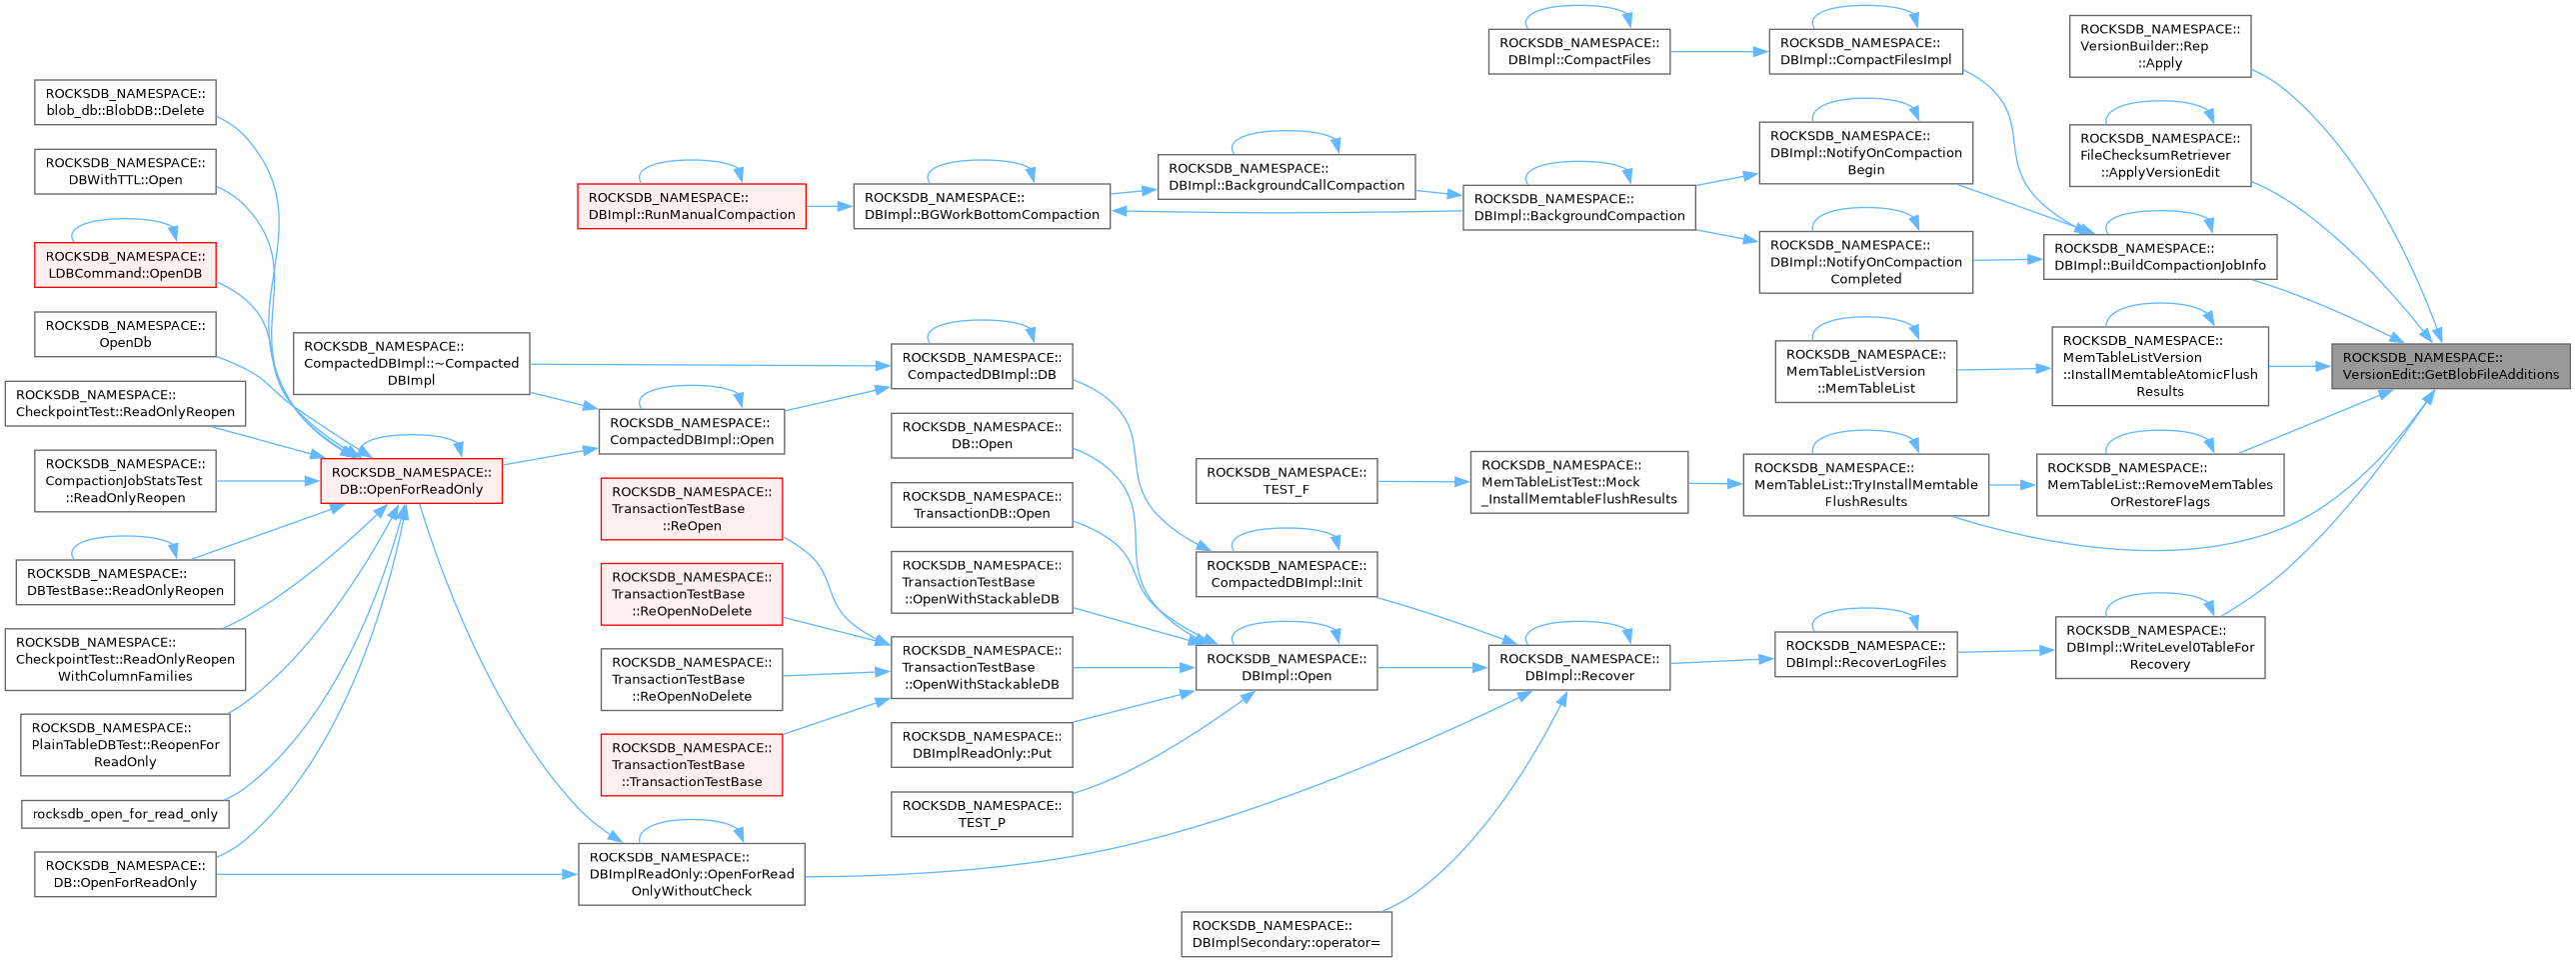 ROCKSDB_NAMESPACE::
DBImpl::CompactFiles
ROCKSDB_NAMESPACE::
DBImpl::CompactFilesImpl
ROCKSDB_NAMESPACE::
VersionBuilder::Rep
::Apply
ROCKSDB_NAMESPACE::
blob_db::BlobDB::Delete
ROCKSDB_NAMESPACE::
DBWithTTL::Open
ROCKSDB_NAMESPACE::
LDBCommand::OpenDB
ROCKSDB_NAMESPACE::
OpenDb
ROCKSDB_NAMESPACE::
CheckpointTest::ReadOnlyReopen
ROCKSDB_NAMESPACE::
CompactionJobStatsTest
::ReadOnlyReopen
ROCKSDB_NAMESPACE::
DBTestBase::ReadOnlyReopen
ROCKSDB_NAMESPACE::
CheckpointTest::ReadOnlyReopen
WithColumnFamilies
ROCKSDB_NAMESPACE::
PlainTableDBTest::ReopenFor
ReadOnly
rocksdb_open_for_read_only
ROCKSDB_NAMESPACE::
DB::OpenForReadOnly
ROCKSDB_NAMESPACE::
CompactedDBImpl::~Compacted
DBImpl
ROCKSDB_NAMESPACE::
DB::OpenForReadOnly
ROCKSDB_NAMESPACE::
DBImpl::RunManualCompaction
ROCKSDB_NAMESPACE::
CompactedDBImpl::Open
ROCKSDB_NAMESPACE::
TransactionTestBase
::ReOpen
ROCKSDB_NAMESPACE::
TransactionTestBase
::ReOpenNoDelete
ROCKSDB_NAMESPACE::
TransactionTestBase
::ReOpenNoDelete
ROCKSDB_NAMESPACE::
TransactionTestBase
::TransactionTestBase
ROCKSDB_NAMESPACE::
DBImplReadOnly::OpenForRead
OnlyWithoutCheck
ROCKSDB_NAMESPACE::
DBImpl::BGWorkBottomCompaction
ROCKSDB_NAMESPACE::
CompactedDBImpl::DB
ROCKSDB_NAMESPACE::
DB::Open
ROCKSDB_NAMESPACE::
TransactionDB::Open
ROCKSDB_NAMESPACE::
TransactionTestBase
::OpenWithStackableDB
ROCKSDB_NAMESPACE::
TransactionTestBase
::OpenWithStackableDB
ROCKSDB_NAMESPACE::
DBImplReadOnly::Put
ROCKSDB_NAMESPACE::
TEST_P
ROCKSDB_NAMESPACE::
DBImpl::BackgroundCallCompaction
ROCKSDB_NAMESPACE::
TEST_F
ROCKSDB_NAMESPACE::
CompactedDBImpl::Init
ROCKSDB_NAMESPACE::
DBImpl::Open
ROCKSDB_NAMESPACE::
DBImplSecondary::operator=
ROCKSDB_NAMESPACE::
DBImpl::BackgroundCompaction
ROCKSDB_NAMESPACE::
MemTableListTest::Mock
_InstallMemtableFlushResults
ROCKSDB_NAMESPACE::
DBImpl::Recover
ROCKSDB_NAMESPACE::
DBImpl::NotifyOnCompaction
Begin
ROCKSDB_NAMESPACE::
DBImpl::NotifyOnCompaction
Completed
ROCKSDB_NAMESPACE::
MemTableListVersion
::MemTableList
ROCKSDB_NAMESPACE::
MemTableList::TryInstallMemtable
FlushResults
ROCKSDB_NAMESPACE::
DBImpl::RecoverLogFiles
ROCKSDB_NAMESPACE::
FileChecksumRetriever
::ApplyVersionEdit
ROCKSDB_NAMESPACE::
DBImpl::BuildCompactionJobInfo
ROCKSDB_NAMESPACE::
MemTableListVersion
::InstallMemtableAtomicFlush
Results
ROCKSDB_NAMESPACE::
MemTableList::RemoveMemTables
OrRestoreFlags
ROCKSDB_NAMESPACE::
DBImpl::WriteLevel0TableFor
Recovery
ROCKSDB_NAMESPACE::
VersionEdit::GetBlobFileAdditions